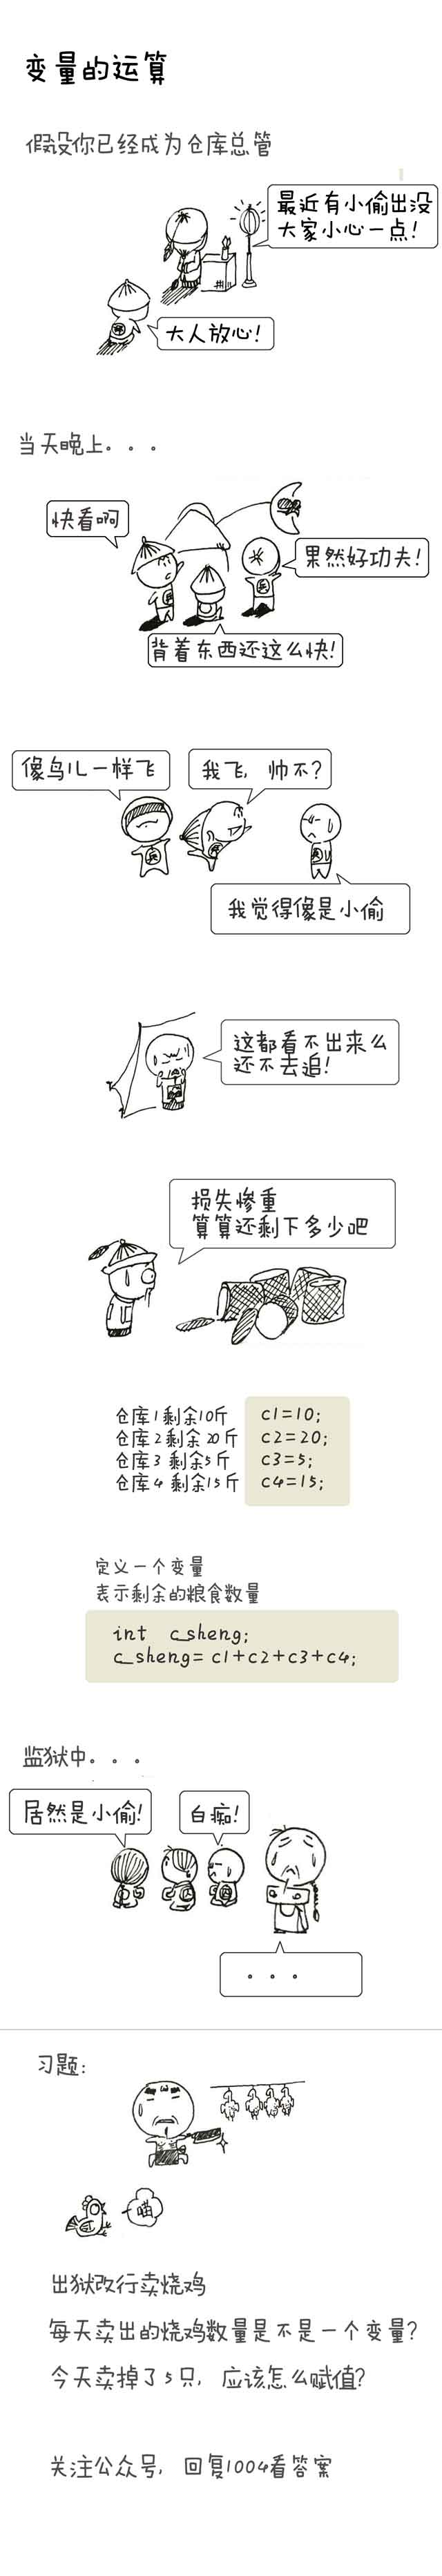 变量的运算
假设你已经成为仓库总管
最近有小偷出没
大家小心一点!
大人放心!
当天晚上。。。
快看啊
果然好功夫!
背着东西还这么快!
像鸟儿一样飞
我飞, 帅不?
我觉得像是小偷
这都看不出来么
还不去追!
损失惨重
算算还剩下多少吧
仓库1剩余10斤 c1=10;
仓库2剩余20斤 c2=20;
仓库3剩余5斤 c3=5;
仓库4剩余15斤 c4=15;
定义一个变量
表示剩余的粮食数量
int c_sheng;
c_sheng= c1+c2+c3+c4;
监狱中。。。
居然是小偷!
白痴!
。。。
习题:
喵
出狱改行卖烧鸡
每天卖出的烧鸡数量是不是一个变量?
今天卖掉了5只, 应该怎么赋值?
关注公众号, 回复1004看答案